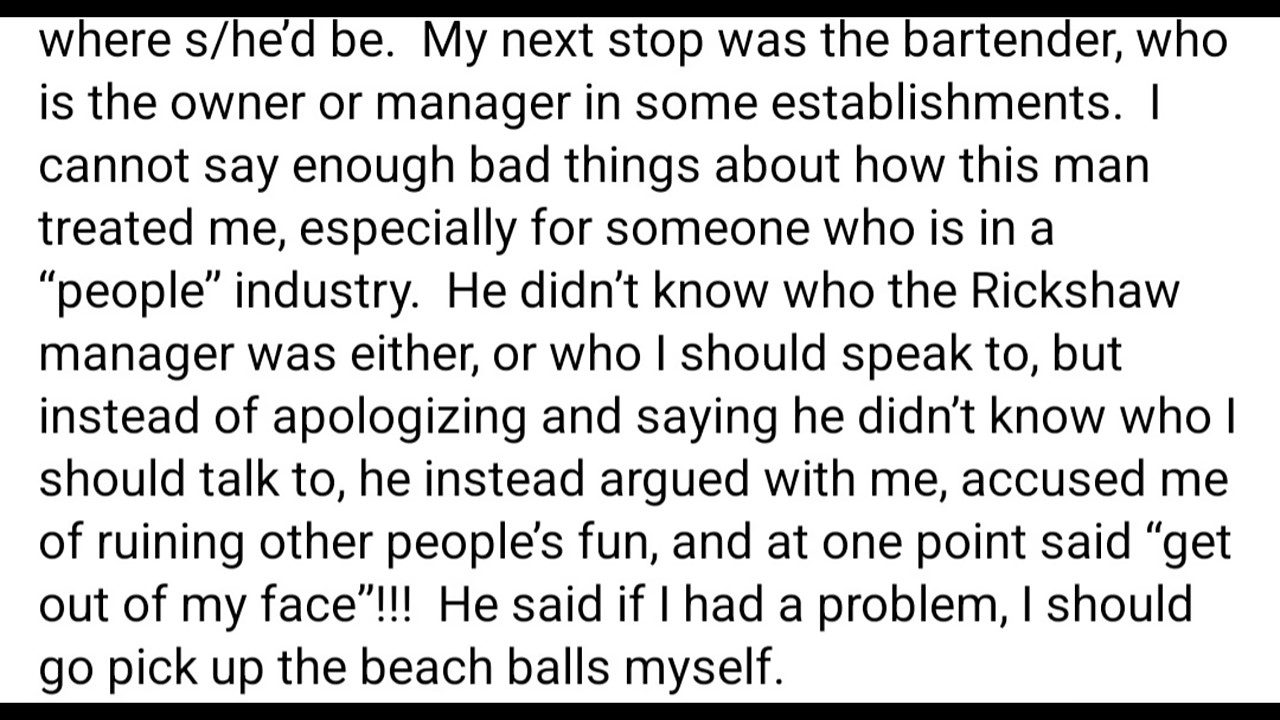 where s/he’d be.  My next stop was the bartender, who
is the owner or manager in some establishments.  I
cannot say enough bad things about how this man
treated me, especially for someone who is in a
“people” industry.  He didn’t know who the Rickshaw
manager was either, or who I should speak to, but
instead of apologizing and saying he didn’t know who I
should talk to, he instead argued with me, accused me
of ruining other people’s fun, and at one point said “get
out of my face”!!!  He said if I had a problem, I should
go pick up the beach balls myself.